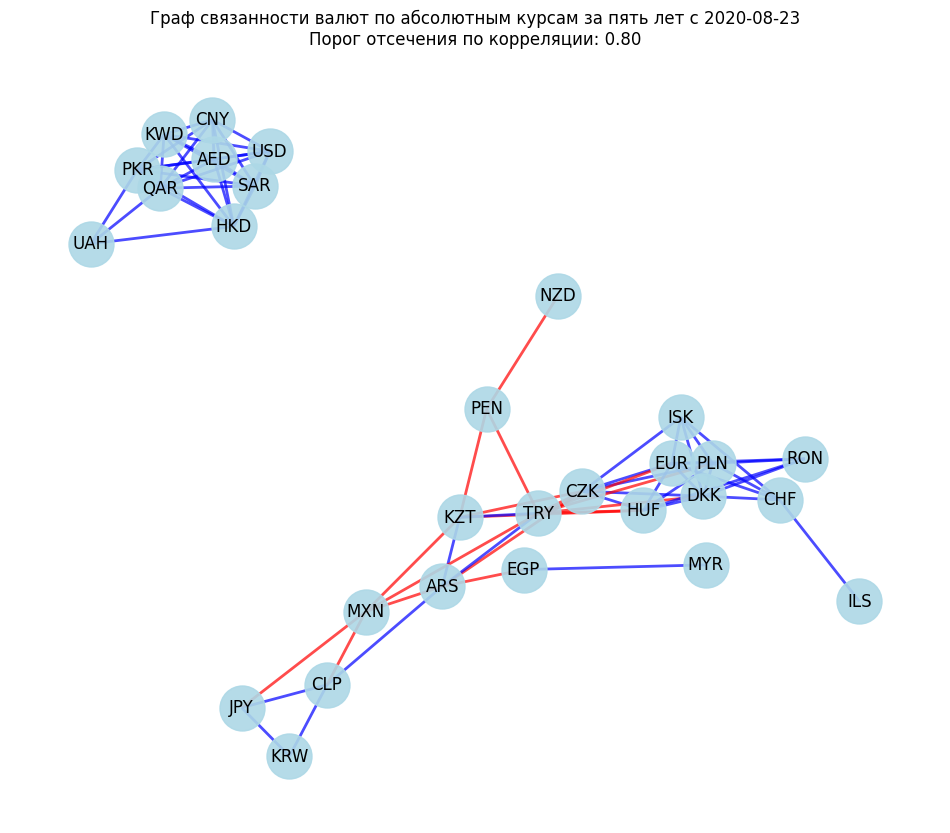 Граф связанности валют по абсолютным курсам за пять лет с 2020-08-23
Порог отсечения по корреляции: 0.80
CNY
KWD
USD
AED
PKR
SAR
QAR
HKD
UAH
NZD
PEN
ISK
RON
EUR
PLN
CZK
DKK
CHF
HUF
TRY
KZT
MYR
EGP
ARS
ILS
MXN
CLP
JPY
KRW